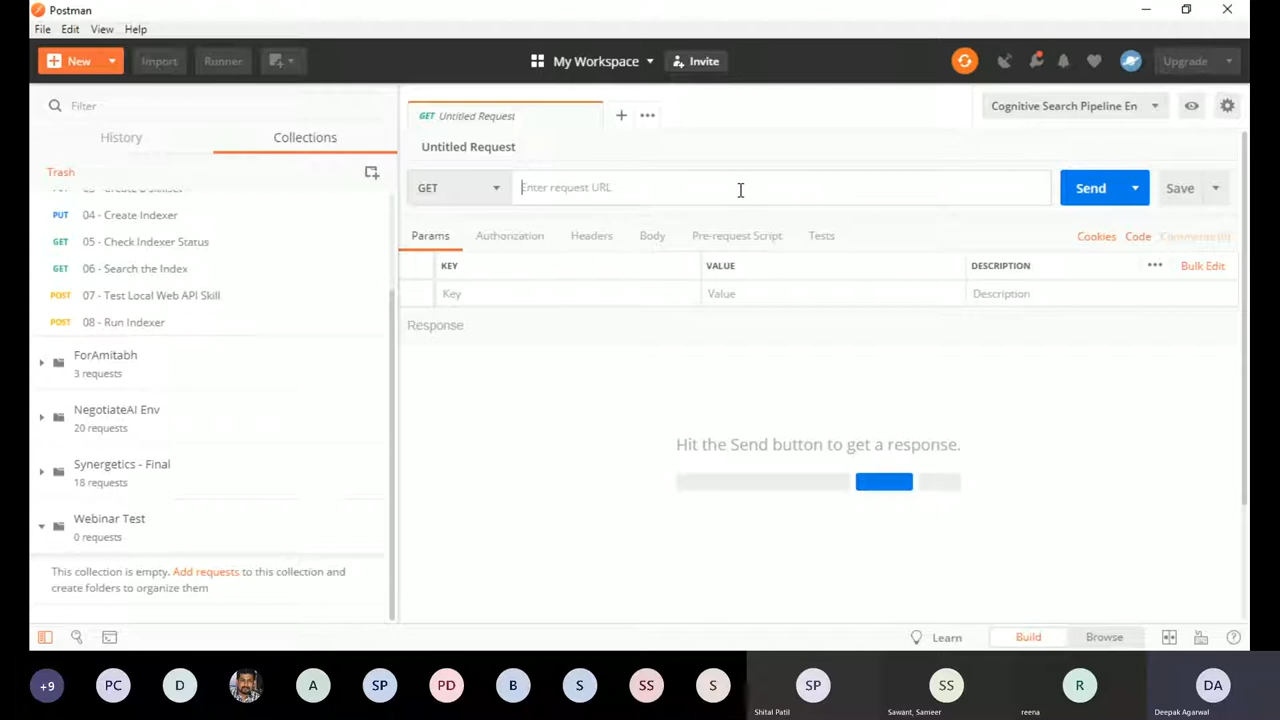 Postman
File Edit View Help
New Import Runner My Workspace Invite Upgrade
Filter
History Collections
Trash
PUT 04 - Create Indexer
GET 05 - Check Indexer Status
GET 06 - Search the Index
POST 07 - Test Local Web API Skill
POST 08 - Run Indexer
ForAmitabh
3 requests
NegotiateAI Env
20 requests
Synergetics - Final
18 requests
Webinar Test
0 requests
This collection is empty. Add requests to this collection and
create folders to organize them
GET Untitled Request
Cognitive Search Pipeline En
Untitled Request
GET Enter request URL Send Save
Params Authorization Headers Body Pre-request Script Tests Cookies Code Comments (0)
KEY VALUE DESCRIPTION Bulk Edit
Key Value Description
Response
Hit the Send button to get a response.
Learn Build Browse
+9 PC D A SP PD B S SS S SP SS R DA
Shital Patil Sawant, Sameer reena Deepak Agarwal